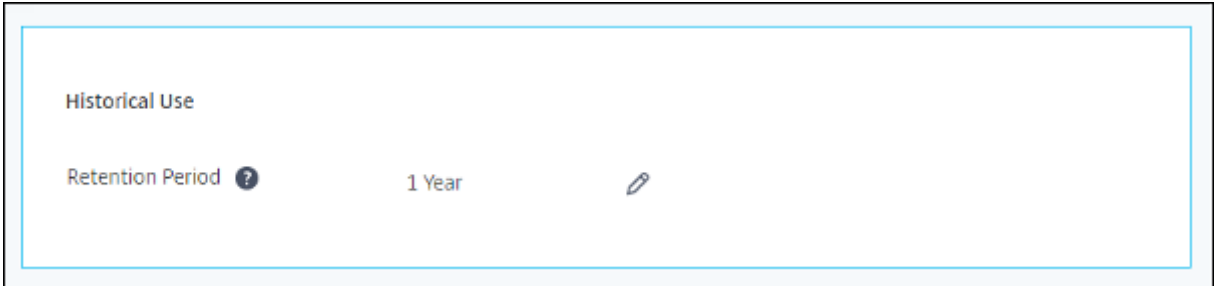 Historical Use
Retention Period ?
1 Year